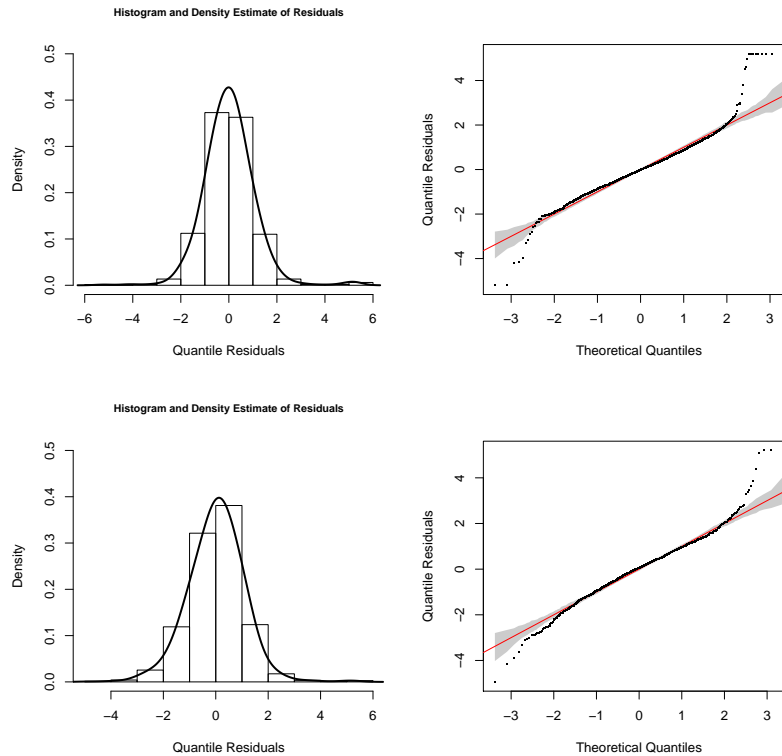 Histogram and Density Estimate of Residuals
Density
0.0 0.1 0.2 0.3 0.4 0.5
−6 −4 −2 0 2 4 6
Quantile Residuals
Quantile Residuals
−4 −2 0 2 4
−3 −2 −1 0 1 2 3
Theoretical Quantiles
Histogram and Density Estimate of Residuals
Density
0.0 0.1 0.2 0.3 0.4 0.5
−4 −2 0 2 4 6
Quantile Residuals
Quantile Residuals
−4 −2 0 2 4
−3 −2 −1 0 1 2 3
Theoretical Quantiles